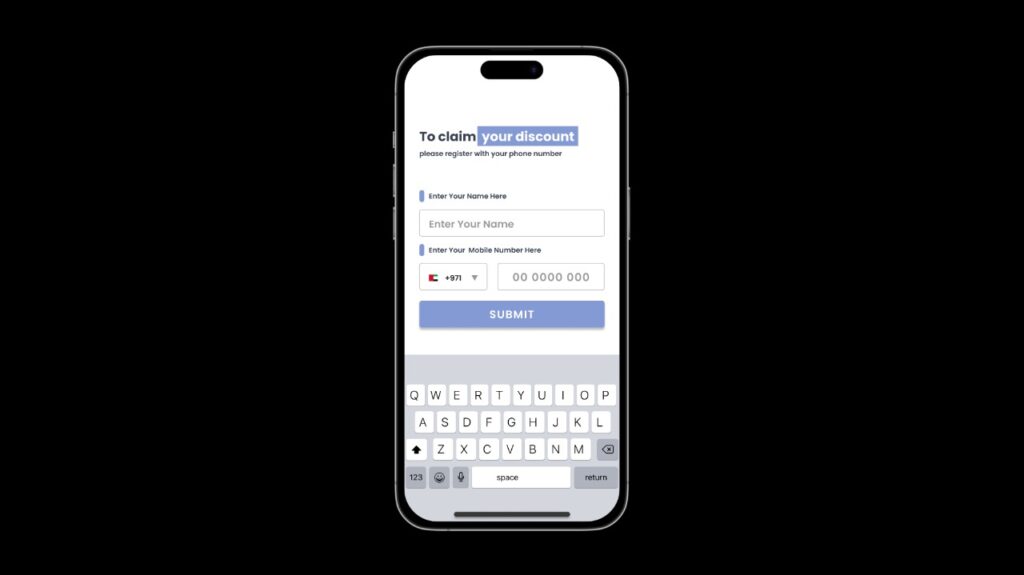 To claim your discount
please register with your phone number
Enter Your Name Here
Enter Your Name
Enter Your Mobile Number Here
+971 00 0000 000
SUBMIT
Q W E R T Y U I O P
A S D F G H J K L
Z X C V B N M
123 space return